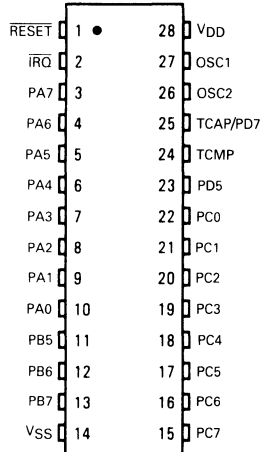 RESET 1 28 VDD
IRQ 2 27 OSC1
PA7 3 26 OSC2
PA6 4 25 TCAP/PD7
PA5 5 24 TCMP
PA4 6 23 PD5
PA3 7 22 PC0
PA2 8 21 PC1
PA1 9 20 PC2
PA0 10 19 PC3
PB5 11 18 PC4
PB6 12 17 PC5
PB7 13 16 PC6
VSS 14 15 PC7